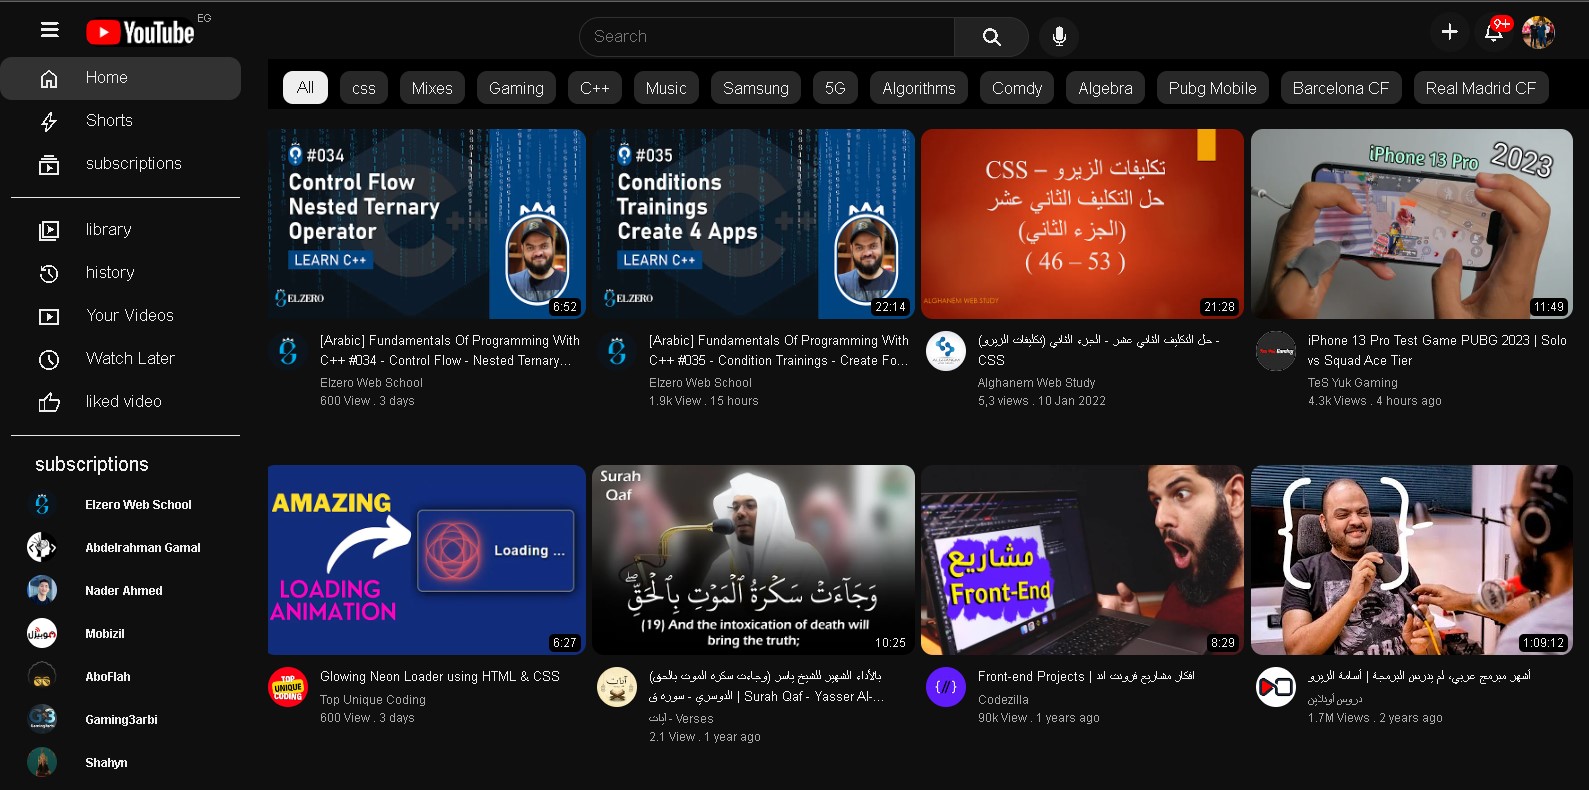 YouTube EG
Search
9+
Home
Shorts
subscriptions
library
history
Your Videos
Watch Later
liked video
subscriptions
Elzero Web School
Abdelrahman Gamal
Nader Ahmed
Mobizil
AboFlah
Gaming3arbi
Shahyn
All css Mixes Gaming C++ Music Samsung 5G Algorithms Comdy Algebra Pubg Mobile Barcelona CF Real Madrid CF
#034
Control Flow
Nested Ternary
Operator
LEARN C++
ELZERO
6:52
[Arabic] Fundamentals Of Programming With
C++ #034 - Control Flow - Nested Ternary...
Elzero Web School
600 View . 3 days
#035
Conditions
Trainings
Create 4 Apps
LEARN C++
ELZERO
22:14
[Arabic] Fundamentals Of Programming With
C++ #035 - Condition Trainings - Create Fo...
Elzero Web School
1.9k View . 15 hours
تكليفات الزيرو – CSS
حل التكليف الثاني عشر
(الجزء الثاني)
( 46 – 53 )
ALGHANEM WEB STUDY
21:28
حل التكليف الثاني عشر - الجزء الثاني (تكليفات الزيرو) -
CSS
Alghanem Web Study
5,3 views . 10 Jan 2022
iPhone 13 Pro 2023
11:49
iPhone 13 Pro Test Game PUBG 2023 | Solo
vs Squad Ace Tier
TeS Yuk Gaming
4.3k Views . 4 hours ago
AMAZING
Loading ...
LOADING
ANIMATION
6:27
TOP
UNIQUE
CODING
Glowing Neon Loader using HTML & CSS
Top Unique Coding
600 View . 3 days
Surah
Qaf
وَجَآءَتْ سَكْرَةُ ٱلْمَوْتِ بِٱلْحَقِّ ۖ
(19) And the intoxication of death will
bring the truth;
10:25
آيات
بالأداء الشهير للشيخ ياسر (وجاءت سكره الموت بالحق)
الدوسري - سوره ق | Surah Qaf - Yasser Al-...
آيات - Verses
2.1 View . 1 year ago
مشاريع
Front-End
8:29
{//}
Front-end Projects | افكار مشاريع فرونت اند
Codezilla
90k View . 1 years ago
{ }
1:09:12
أشهر مبرمج عربي، لم يدرس البرمجة | أسامة الزيرو
دروس أونلاين
1.7M Views . 2 years ago